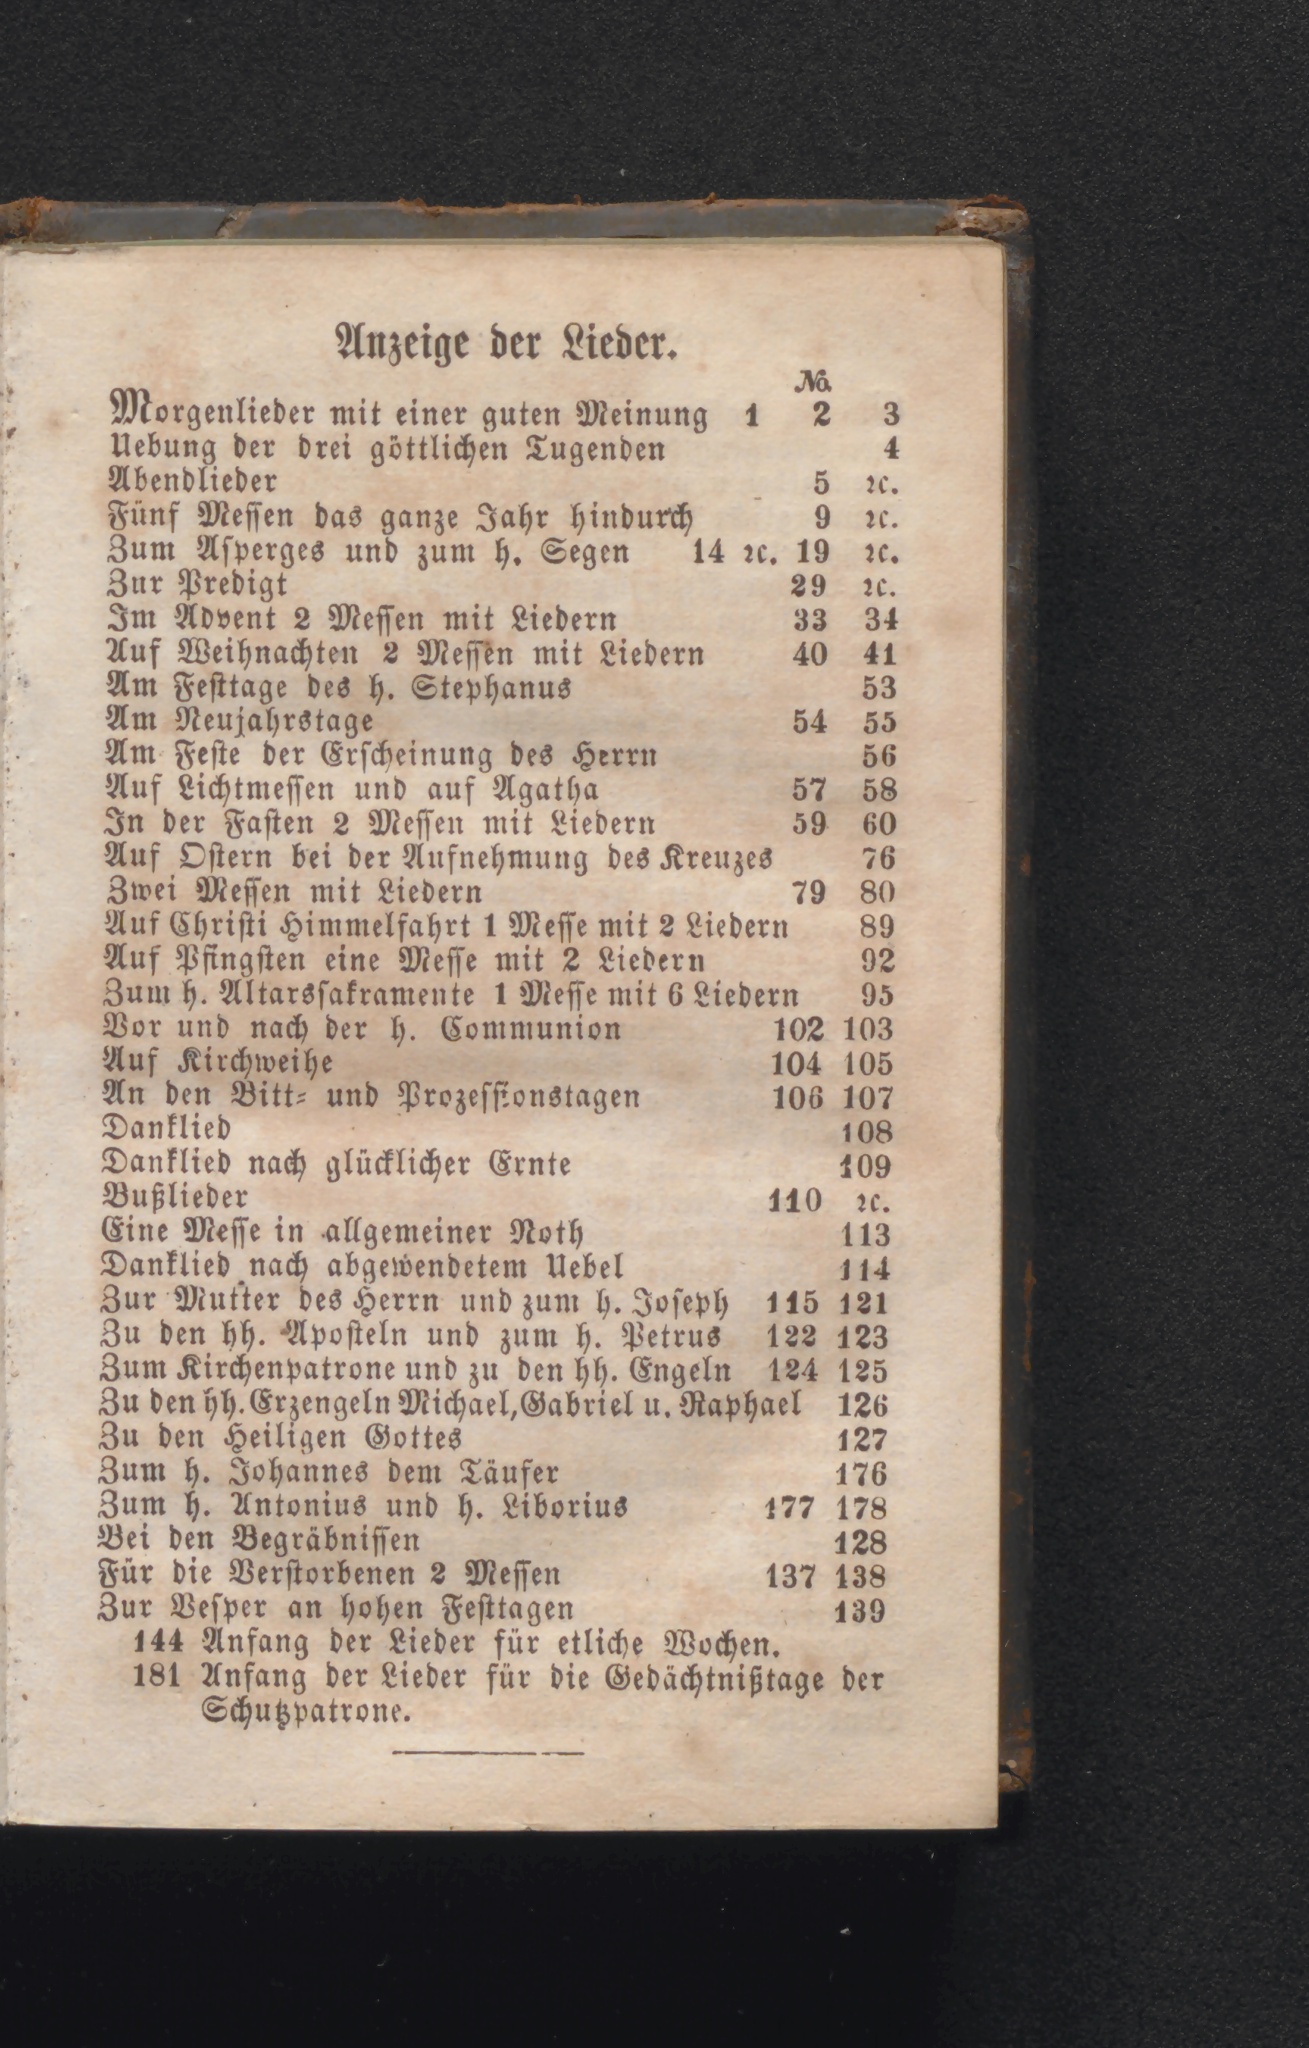 Anzeige der Lieder.
No.
Morgenlieder mit einer guten Meinung 1 2 3
Uebung der drei göttlichen Tugenden 4
Abendlieder 5 ꝛc.
Fünf Messen das ganze Jahr hindurch 9 ꝛc.
Zum Asperges und zum h. Segen 14 ꝛc. 19 ꝛc.
Zur Predigt 29 ꝛc.
Im Advent 2 Messen mit Liedern 33 34
Auf Weihnachten 2 Messen mit Liedern 40 41
Am Festtage des h. Stephanus 53
Am Neujahrstage 54 55
Am Feste der Erscheinung des Herrn 56
Auf Lichtmessen und auf Agatha 57 58
In der Fasten 2 Messen mit Liedern 59 60
Auf Ostern bei der Aufnehmung des Kreuzes 76
Zwei Messen mit Liedern 79 80
Auf Christi Himmelfahrt 1 Messe mit 2 Liedern 89
Auf Pfingsten eine Messe mit 2 Liedern 92
Zum h. Altarssakramente 1 Messe mit 6 Liedern 95
Vor und nach der h. Communion 102 103
Auf Kirchweihe 104 105
An den Bitt- und Prozessionstagen 106 107
Danklied 108
Danklied nach glücklicher Ernte 109
Bußlieder 110 ꝛc.
Eine Messe in allgemeiner Noth 113
Danklied nach abgewendetem Uebel 114
Zur Mutter des Herrn und zum h. Joseph 115 121
Zu den hh. Aposteln und zum h. Petrus 122 123
Zum Kirchenpatrone und zu den hh. Engeln 124 125
Zu den hh. Erzengeln Michael, Gabriel u. Raphael 126
Zu den Heiligen Gottes 127
Zum h. Johannes dem Täufer 176
Zum h. Antonius und h. Liborius 177 178
Bei den Begräbnissen 128
Für die Verstorbenen 2 Messen 137 138
Zur Vesper an hohen Festtagen 139
144 Anfang der Lieder für etliche Wochen.
181 Anfang der Lieder für die Gedächtnißtage der
Schutzpatrone.